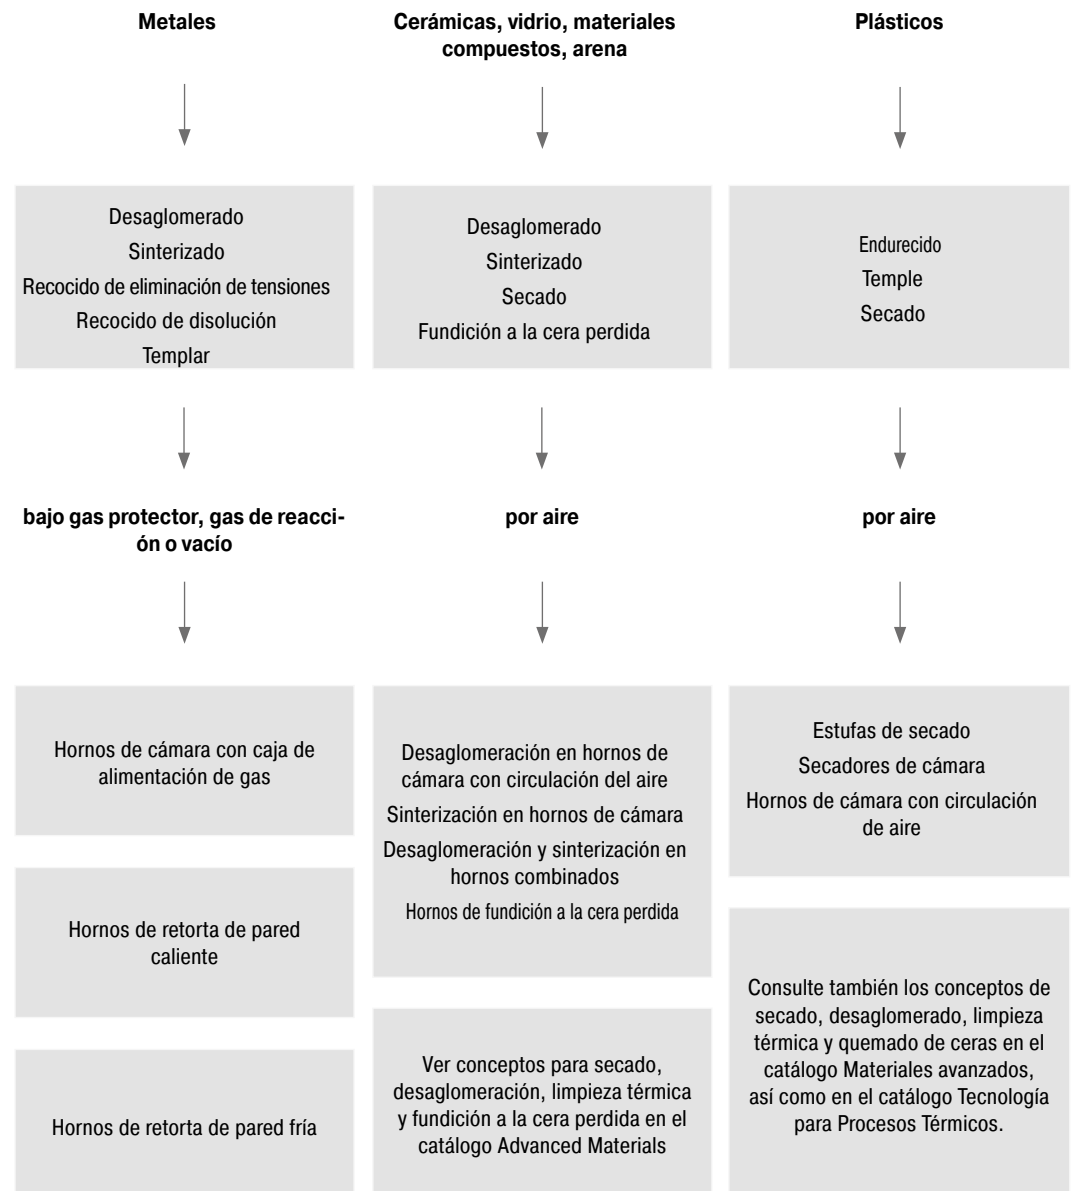 Metales
Cerámicas, vidrio, materiales
compuestos, arena
Plásticos
Desaglomerado
Sinterizado
Recocido de eliminación de tensiones
Recocido de disolución
Templar
Desaglomerado
Sinterizado
Secado
Fundición a la cera perdida
Endurecido
Temple
Secado
bajo gas protector, gas de reacci-
ón o vacío
por aire
por aire
Hornos de cámara con caja de
alimentación de gas
Hornos de retorta de pared
caliente
Hornos de retorta de pared fría
Desaglomeración en hornos de
cámara con circulación del aire
Sinterización en hornos de cámara
Desaglomeración y sinterización en
hornos combinados
Hornos de fundición a la cera perdida
Ver conceptos para secado,
desaglomeración, limpieza térmica
y fundición a la cera perdida en el
catálogo Advanced Materials
Estufas de secado
Secadores de cámara
Hornos de cámara con circulación
de aire
Consulte también los conceptos de
secado, desaglomerado, limpieza
térmica y quemado de ceras en el
catálogo Materiales avanzados,
así como en el catálogo Tecnología
para Procesos Térmicos.